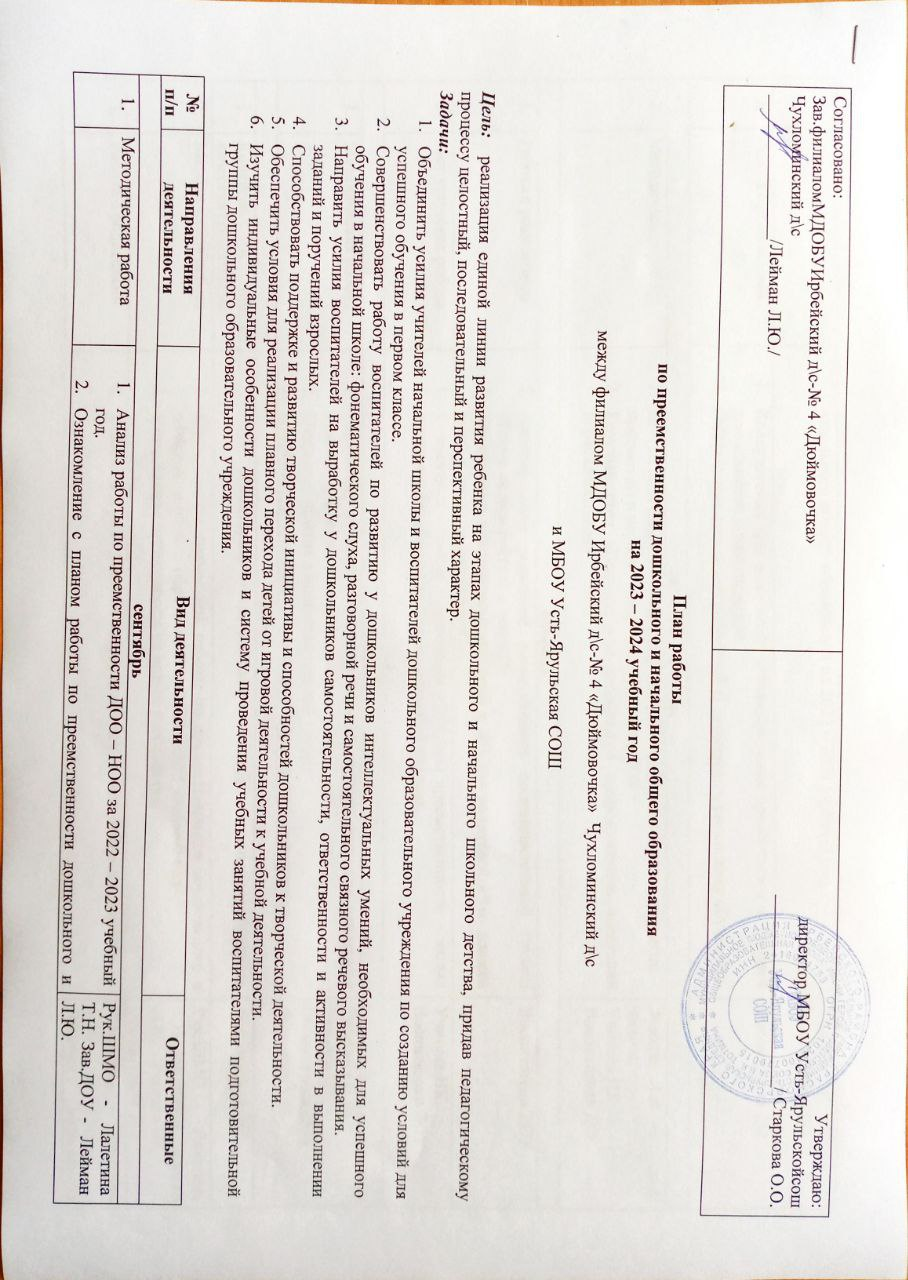 Согласовано:
Зав.филиаломМДОБУИрбейский д\с-№ 4 «Дюймовочка»
Чухломинский д\с
/Лейман Л.Ю./
Утверждаю:
директор МБОУ Усть-Ярульскойсош
/ Старкова О.О.
План работы
по преемственности дошкольного и начального общего образования
на 2023 – 2024 учебный год
между филиалом МДОБУ Ирбейский д\с-№ 4 «Дюймовочка» Чухломинский д\с
и МБОУ Усть-Ярульская СОШ
Цель: реализация единой линии развития ребенка на этапах дошкольного и начального школьного детства, придав педагогическому
процессу целостный, последовательный и перспективный характер.
Задачи:
1. Объединить усилия учителей начальной школы и воспитателей дошкольного образовательного учреждения по созданию условий для
успешного обучения в первом классе.
2. Совершенствовать работу воспитателей по развитию у дошкольников интеллектуальных умений, необходимых для успешного
обучения в начальной школе: фонематического слуха, разговорной речи и самостоятельного связного речевого высказывания.
3. Направить усилия воспитателей на выработку у дошкольников самостоятельности, ответственности и активности в выполнении
заданий и поручений взрослых.
4. Способствовать поддержке и развитию творческой инициативы и способностей дошкольников к творческой деятельности.
5. Обеспечить условия для реализации плавного перехода детей от игровой деятельности к учебной деятельности.
6. Изучить индивидуальные особенности дошкольников и систему проведения учебных занятий воспитателями подготовительной
группы дошкольного образовательного учреждения.
№ п/п
Направления деятельности
Вид деятельности
Ответственные
сентябрь
1.
Методическая работа
1. Анализ работы по преемственности ДОО – НОО за 2022 – 2023 учебный
год.
2. Ознакомление с планом работы по преемственности дошкольного и
Рук.ШМО - Лалетина
Т.Н. Зав.ДОУ - Лейман
Л.Ю.